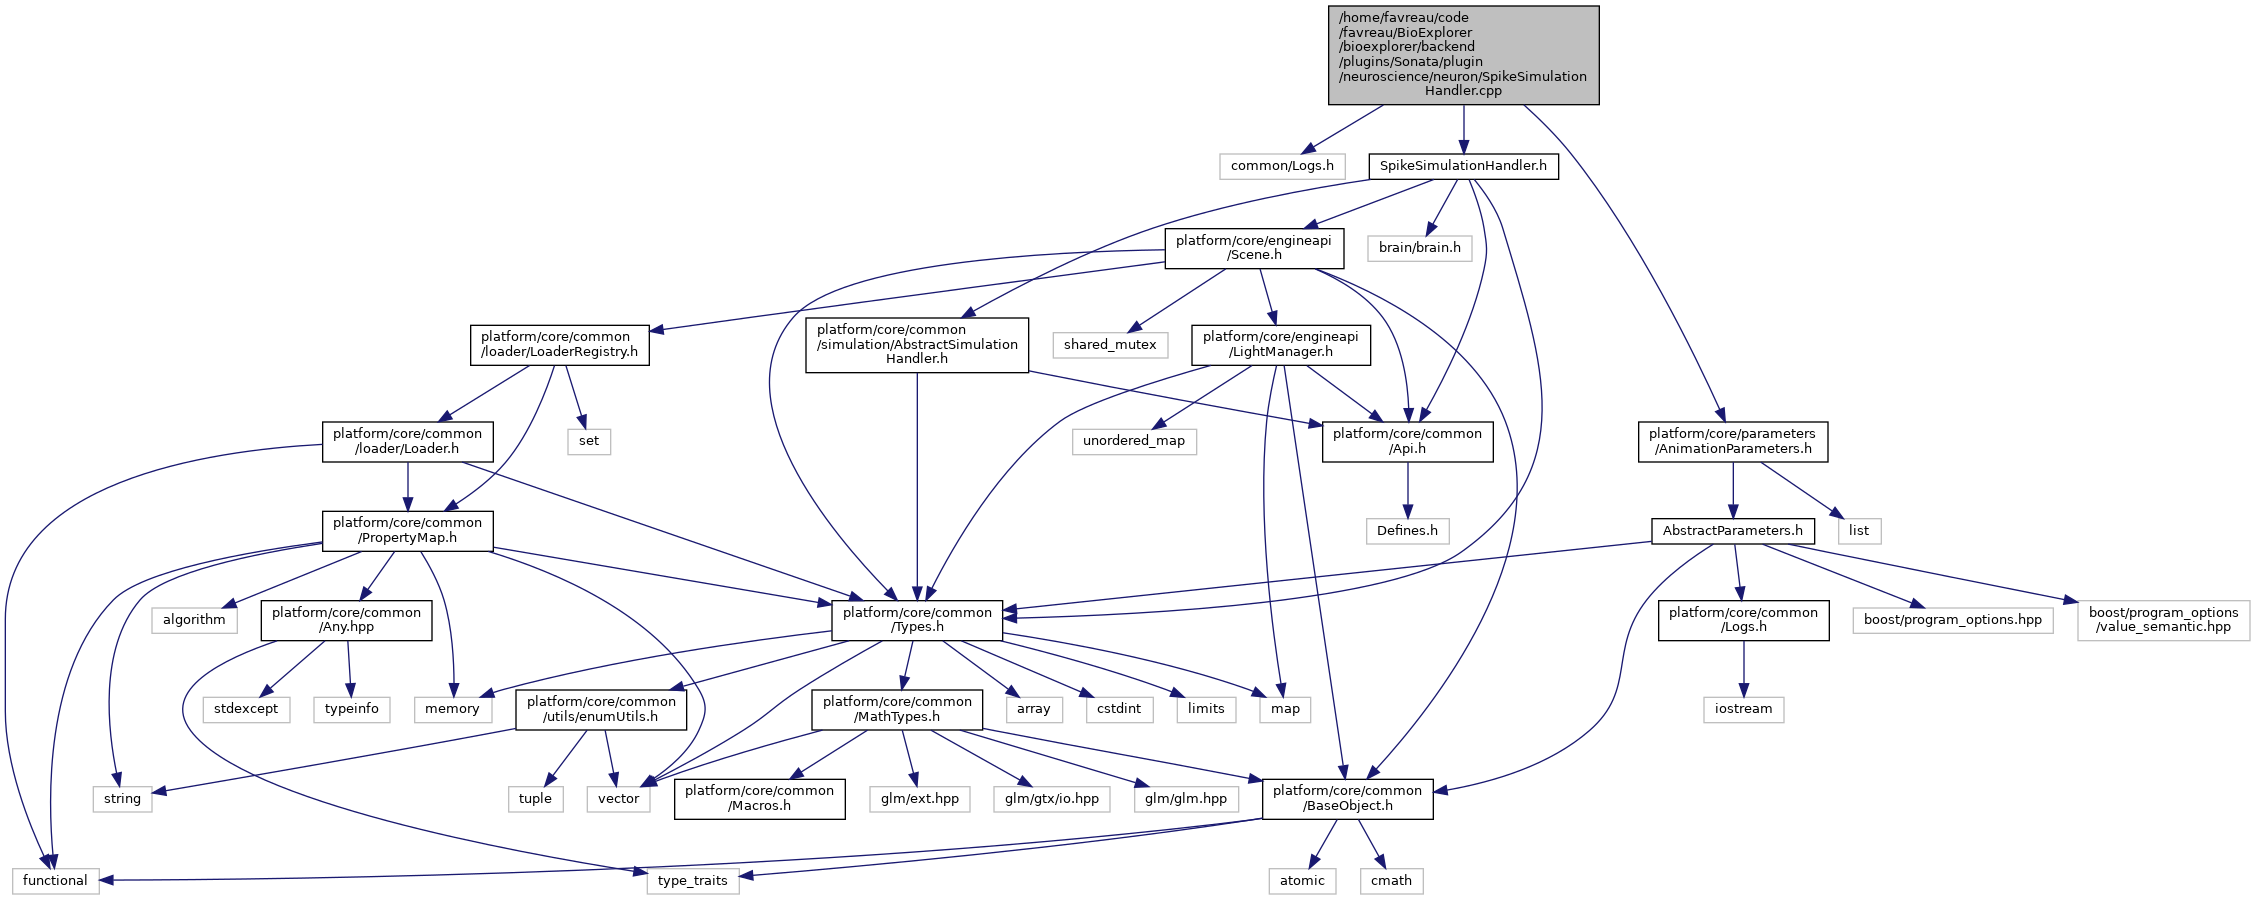 /home/favreau/code
/favreau/BioExplorer
/bioexplorer/backend
/plugins/Sonata/plugin
/neuroscience/neuron/SpikeSimulation
Handler.cpp
common/Logs.h
SpikeSimulationHandler.h
platform/core/engineapi
/Scene.h
brain/brain.h
platform/core/common
/loader/LoaderRegistry.h
platform/core/common
/simulation/AbstractSimulation
Handler.h
shared_mutex
platform/core/engineapi
/LightManager.h
platform/core/common
/loader/Loader.h
set
unordered_map
platform/core/common
/Api.h
platform/core/parameters
/AnimationParameters.h
platform/core/common
/PropertyMap.h
Defines.h
AbstractParameters.h
list
algorithm
platform/core/common
/Any.hpp
platform/core/common
/Types.h
platform/core/common
/Logs.h
boost/program_options.hpp
boost/program_options
/value_semantic.hpp
stdexcept
typeinfo
memory
platform/core/common
/utils/enumUtils.h
platform/core/common
/MathTypes.h
array
cstdint
limits
map
iostream
string
tuple
vector
platform/core/common
/Macros.h
glm/ext.hpp
glm/gtx/io.hpp
glm/glm.hpp
platform/core/common
/BaseObject.h
functional
type_traits
atomic
cmath